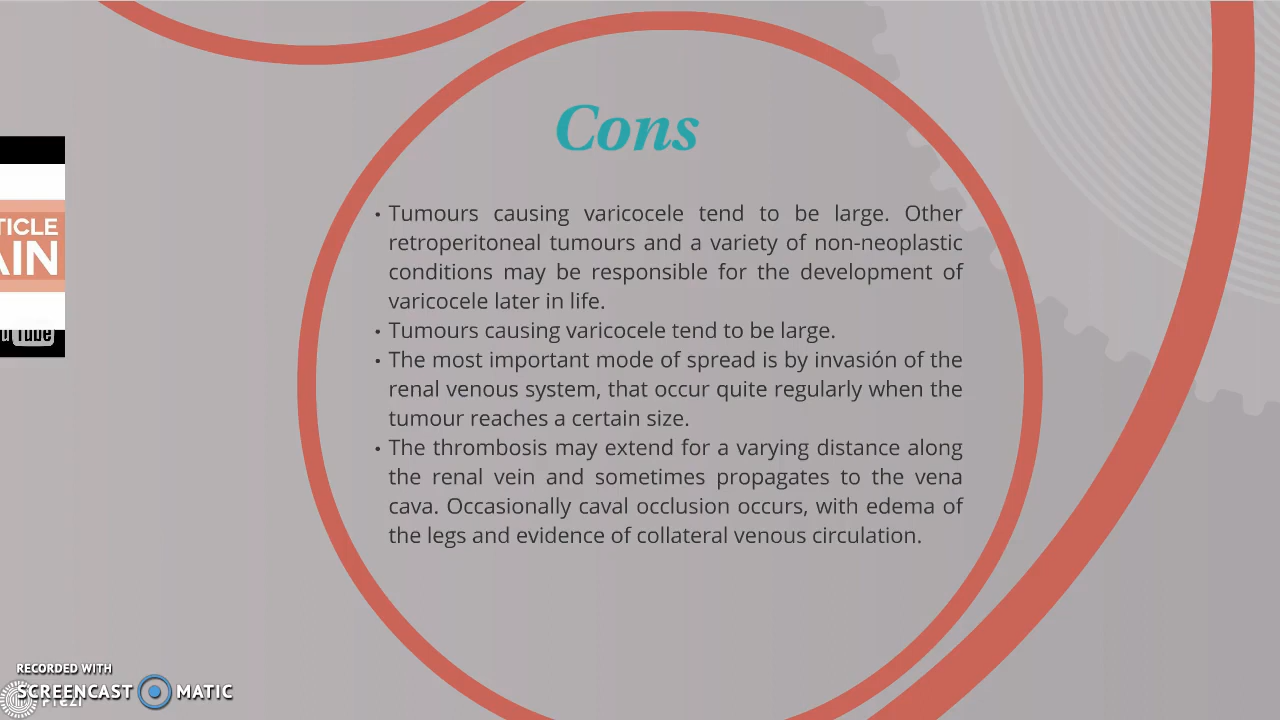 Cons
• Tumours causing varicocele tend to be large. Other
retroperitoneal tumours and a variety of non-neoplastic
conditions may be responsible for the development of
varicocele later in life.
• Tumours causing varicocele tend to be large.
• The most important mode of spread is by invasión of the
renal venous system, that occur quite regularly when the
tumour reaches a certain size.
• The thrombosis may extend for a varying distance along
the renal vein and sometimes propagates to the vena
cava. Occasionally caval occlusion occurs, with edema of
the legs and evidence of collateral venous circulation.
TICLE
AIN
uTube
RECORDED WITH
SCREENCAST MATIC
Prezi